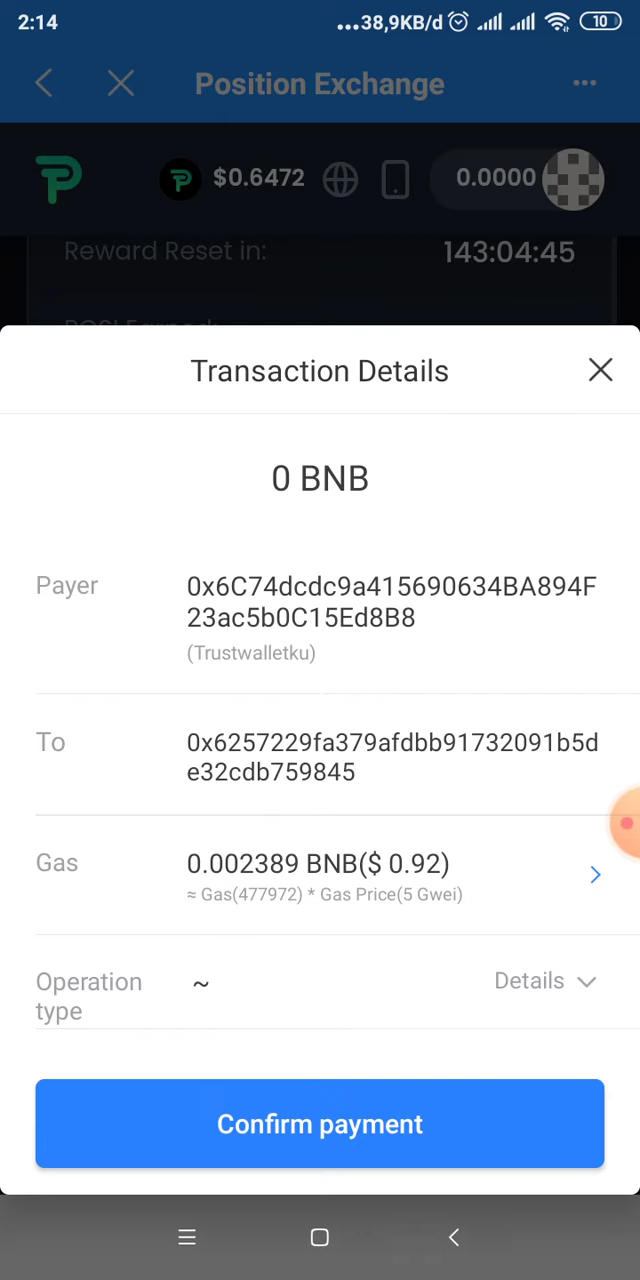 2:14
...38,9KB/d
10
Position Exchange
$0.6472
0.0000
Reward Reset in:
143:04:45
Transaction Details
0 BNB
Payer
0x6C74dcdc9a415690634BA894F
23ac5b0C15Ed8B8
(Trustwalletku)
To
0x6257229fa379afdbb91732091b5d
e32cdb759845
Gas
0.002389 BNB($ 0.92)
≈ Gas(477972) * Gas Price(5 Gwei)
Operation
type
~
Details
Confirm payment